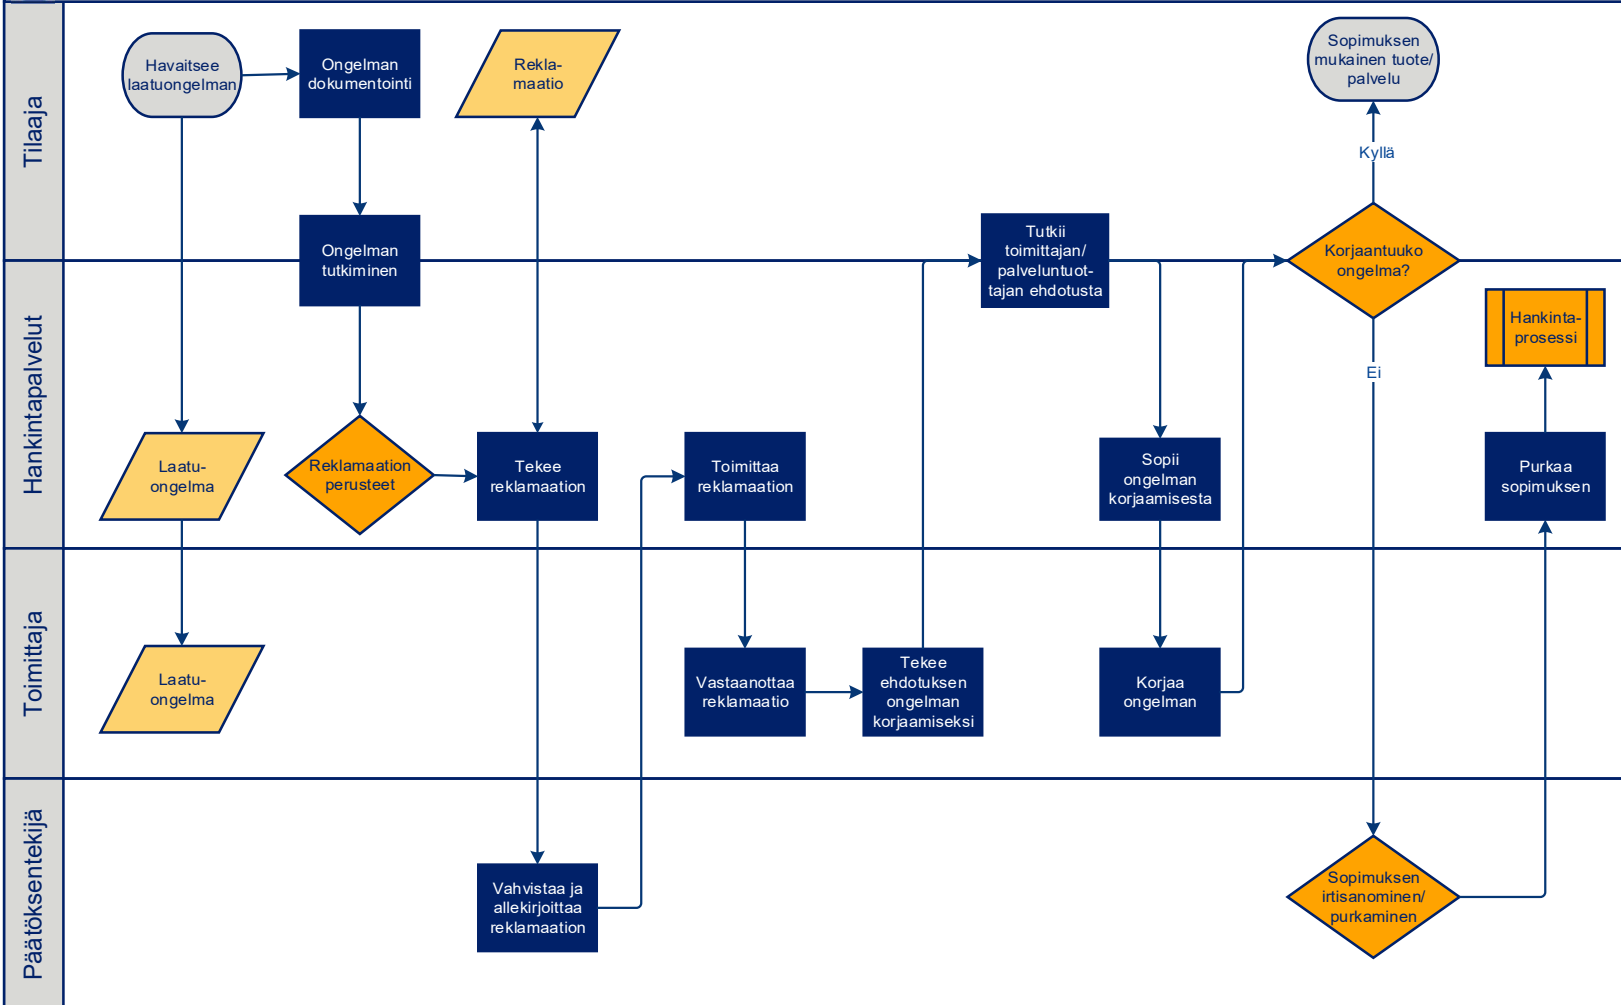 Tilaaja
Havaitsee
laatuongelman
Ongelman
dokumentointi
Rekla-
maatio
Sopimuksen
mukainen tuote/
palvelu
Kyllä
Ongelman
tutkiminen
Tutkii
toimittajan/
palveluntuot-
tajan ehdotusta
Korjaantuuko
ongelma?
Hankintapalvelut
Hankinta-
prosessi
Ei
Laatu-
ongelma
Reklamaation
perusteet
Tekee
reklamaation
Toimittaa
reklamaation
Sopii
ongelman
korjaamisesta
Purkaa
sopimuksen
Toimittaja
Laatu-
ongelma
Vastaanottaa
reklamaatio
Tekee
ehdotuksen
ongelman
korjaamiseksi
Korjaa
ongelman
Päätöksentekijä
Vahvistaa ja
allekirjoittaa
reklamaation
Sopimuksen
irtisanominen/
purkaminen